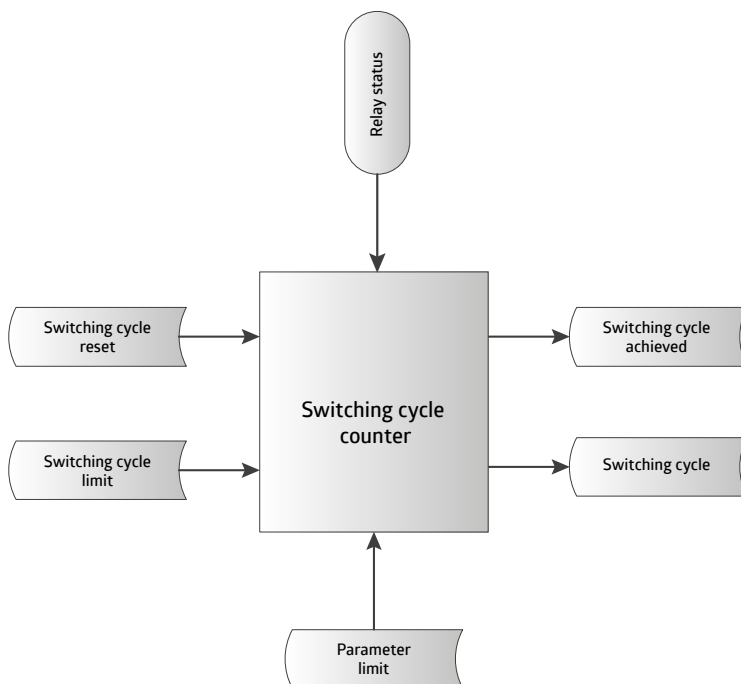 Relay status
Switching cycle
reset
Switching cycle
achieved
Switching cycle
counter
Switching cycle
limit
Switching cycle
Parameter
limit